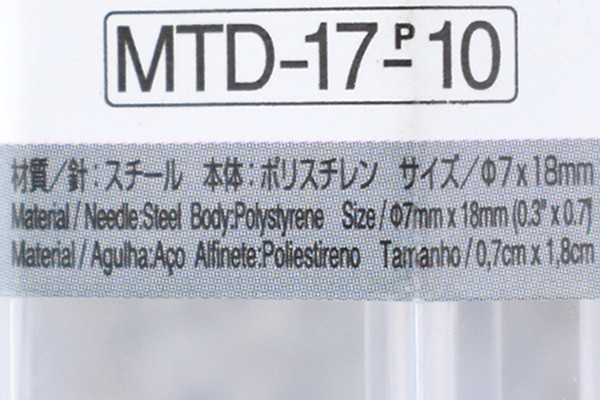 MTD-17-P10
材質/針:スチール 本体:ポリスチレン サイズ/Φ7x18mm
Material/Needle:Steel Body:Polystyrene Size/Φ7mm x 18mm (0.3" x 0.7)
Material/Agulha:Aço Alfinete:Poliestireno Tamanho/0,7cm x 1,8cm